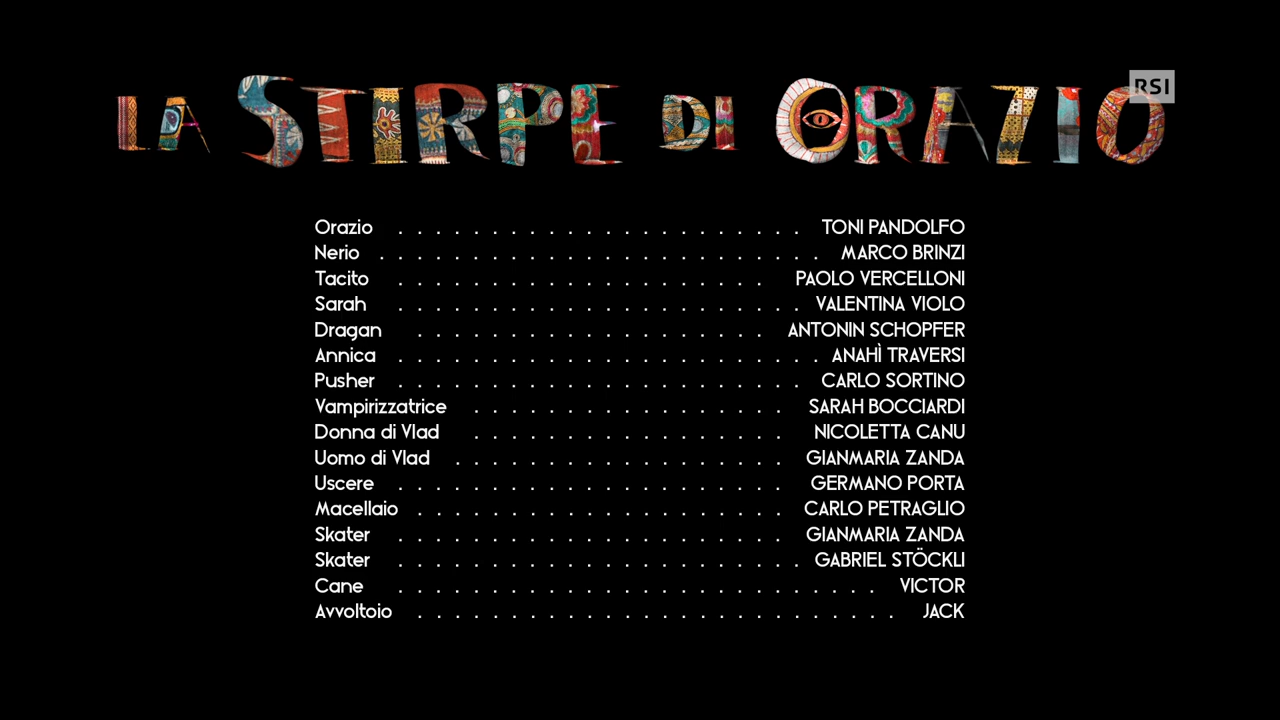 LA STIRPE DI ORAZIO
RSI
Orazio . . . . . . . . . . . . . . . . . . . . . . TONI PANDOLFO
Nerio . . . . . . . . . . . . . . . . . . . . . . . . MARCO BRINZI
Tacito . . . . . . . . . . . . . . . . . . . . PAOLO VERCELLONI
Sarah . . . . . . . . . . . . . . . . . . . . . . VALENTINA VIOLO
Dragan . . . . . . . . . . . . . . . . . . . ANTONIN SCHOPFER
Annica . . . . . . . . . . . . . . . . . . . . . . . ANAHÌ TRAVERSI
Pusher . . . . . . . . . . . . . . . . . . . . . . CARLO SORTINO
Vampirizzatrice . . . . . . . . . . . . . . . . . SARAH BOCCIARDI
Donna di Vlad . . . . . . . . . . . . . . . . . NICOLETTA CANU
Uomo di Vlad . . . . . . . . . . . . . . . . . . GIANMARIA ZANDA
Uscere . . . . . . . . . . . . . . . . . . . . . GERMANO PORTA
Macellaio . . . . . . . . . . . . . . . . . . . . CARLO PETRAGLIO
Skater . . . . . . . . . . . . . . . . . . . . . GIANMARIA ZANDA
Skater . . . . . . . . . . . . . . . . . . . . . . GABRIEL STÖCKLI
Cane . . . . . . . . . . . . . . . . . . . . . . . . . . VICTOR
Avvoltoio . . . . . . . . . . . . . . . . . . . . . . . . . . JACK